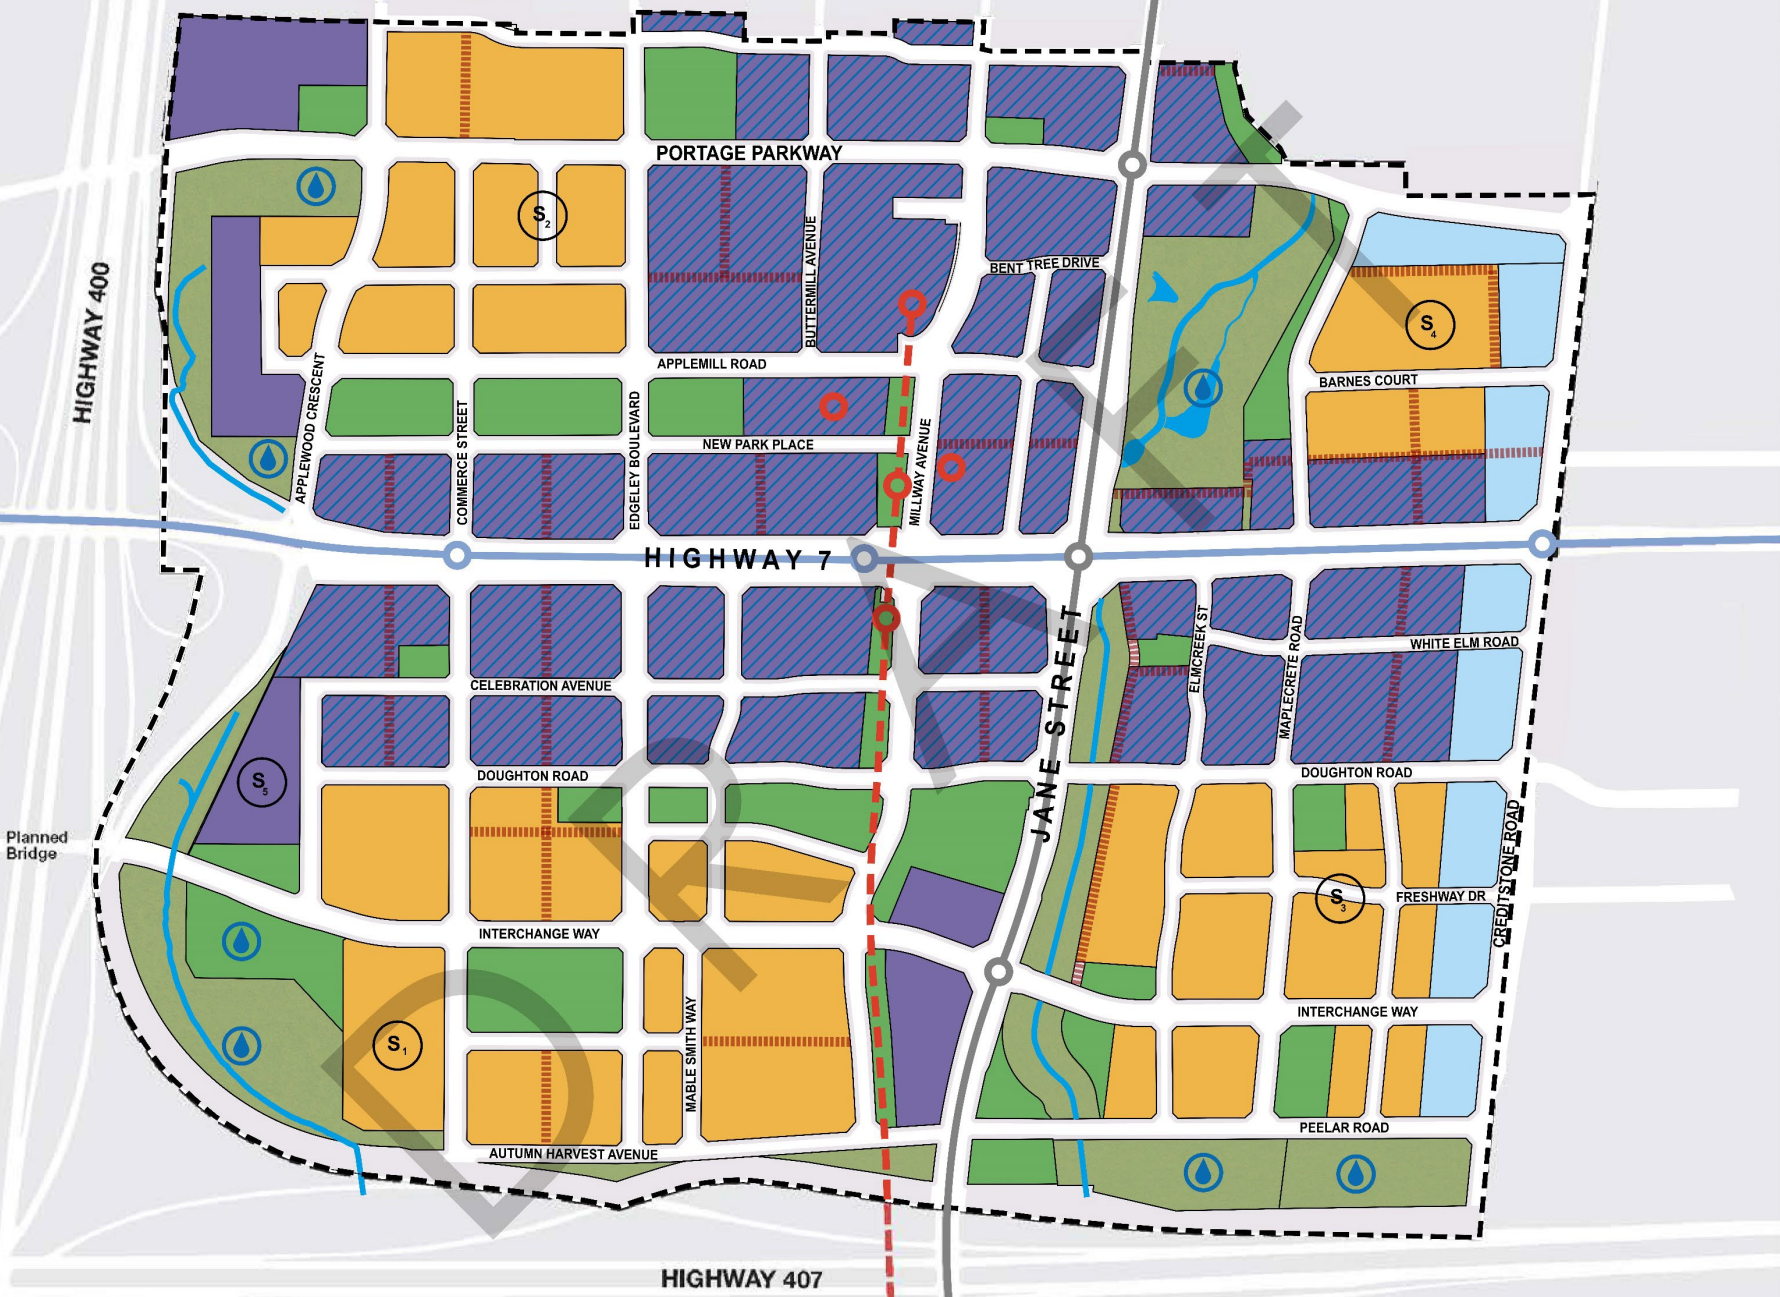 PORTAGE PARKWAY
S2
HIGHWAY 400
BUTTERMILL AVENUE
BENT TREE DRIVE
S4
APPLEMILL ROAD
BARNES COURT
APPLEWOOD CRESCENT
COMMERCE STREET
EDGELEY BOULEVARD
NEW PARK PLACE
MILLWAY AVENUE
HIGHWAY 7
JANE STREET
ELMCREEK ST
MAPLECRETE ROAD
WHITE ELM ROAD
CELEBRATION AVENUE
S5
DOUGHTON ROAD
DOUGHTON ROAD
Planned
Bridge
CREDITSTONE ROAD
S3
FRESHWAY DR
INTERCHANGE WAY
INTERCHANGE WAY
S1
MABLE SMITH WAY
PEELAR ROAD
AUTUMN HARVEST AVENUE
HIGHWAY 407
DRAFT